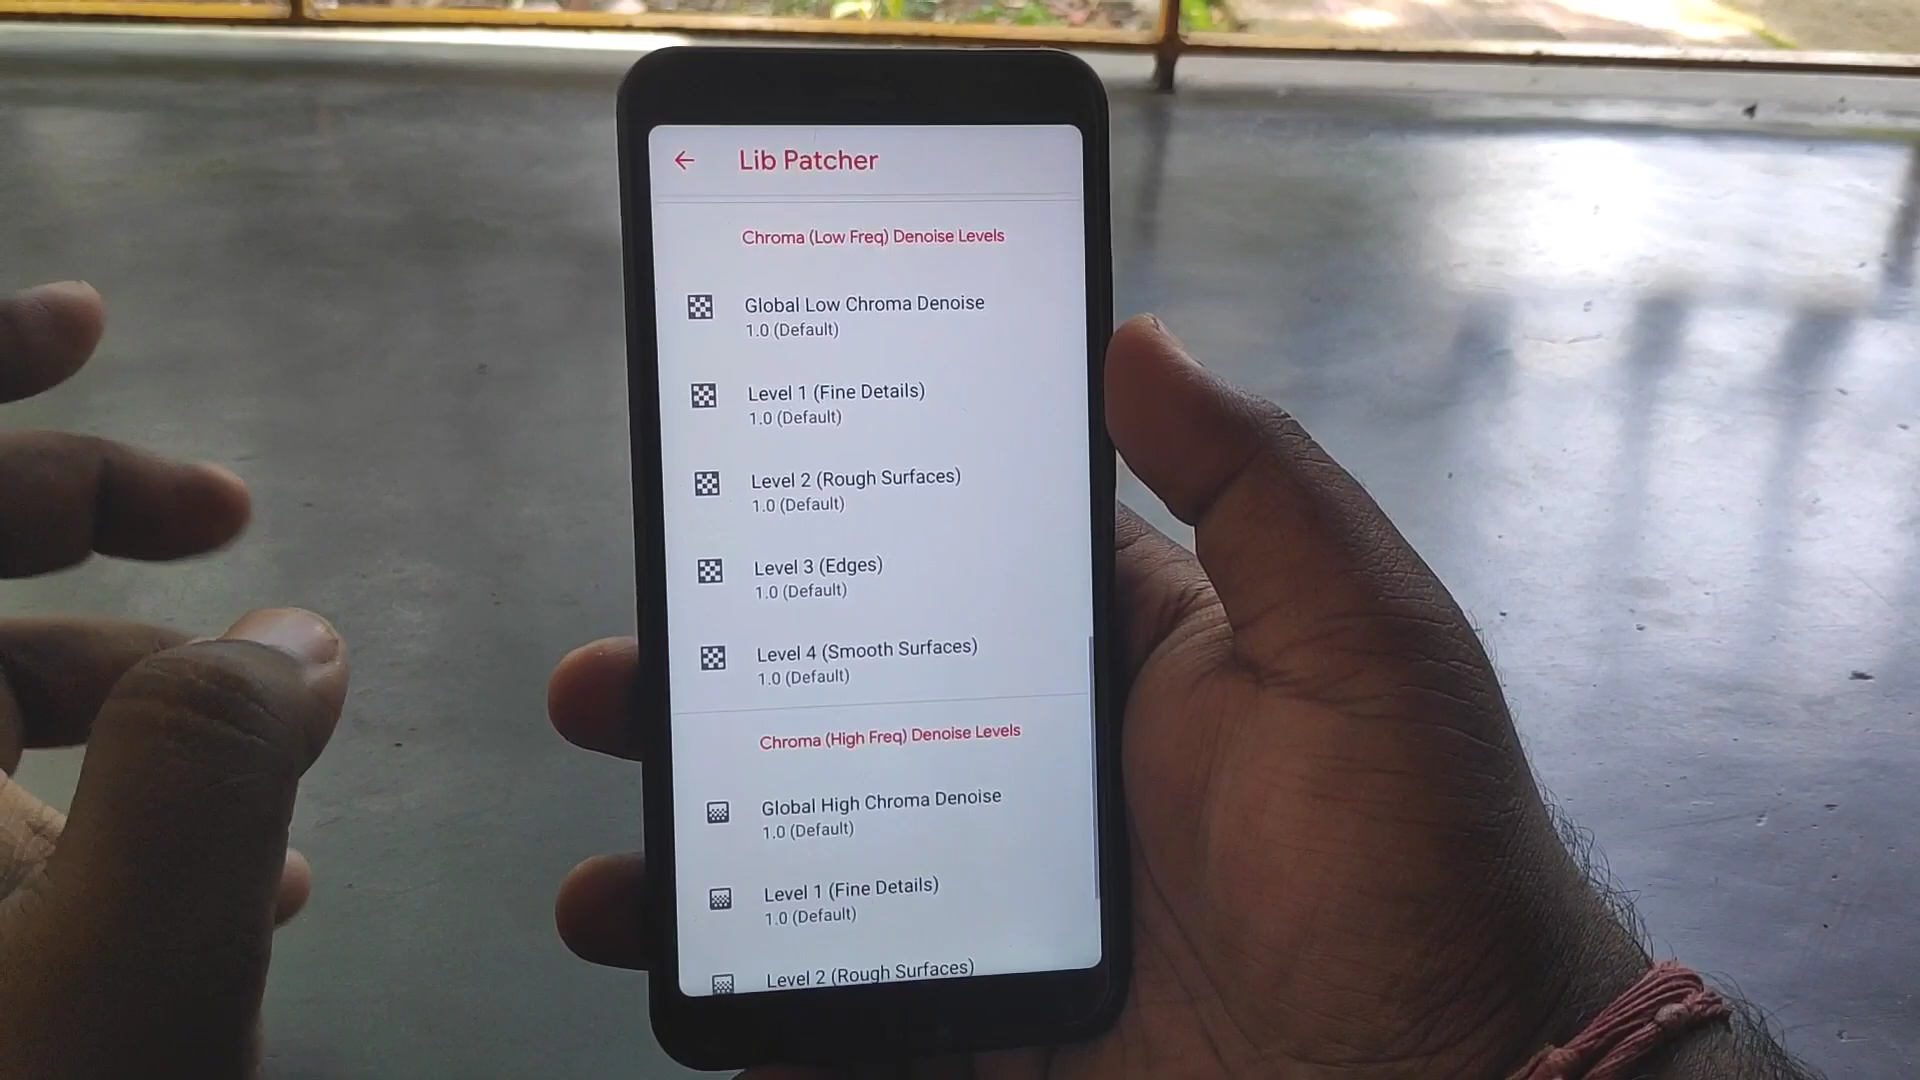 Lib Patcher
Chroma (Low Freq) Denoise Levels
Global Low Chroma Denoise
1.0 (Default)
Level 1 (Fine Details)
1.0 (Default)
Level 2 (Rough Surfaces)
1.0 (Default)
Level 3 (Edges)
1.0 (Default)
Level 4 (Smooth Surfaces)
1.0 (Default)
Chroma (High Freq) Denoise Levels
Global High Chroma Denoise
1.0 (Default)
Level 1 (Fine Details)
1.0 (Default)
Level 2 (Rough Surfaces)